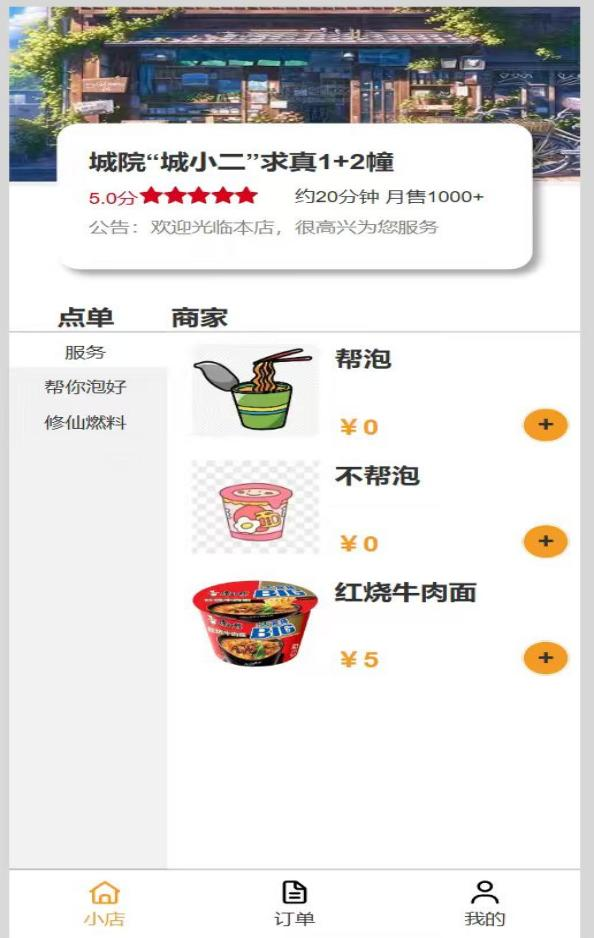 城院“城小二”求真1+2幢
5.0分 约20分钟 月售1000+
公告：欢迎光临本店，很高兴为您服务
点单 商家
服务
帮你泡好
修仙燃料
帮泡
￥0
+
不帮泡
￥0
+
BIG
BIG
红烧牛肉面
￥5
+
小店 订单 我的